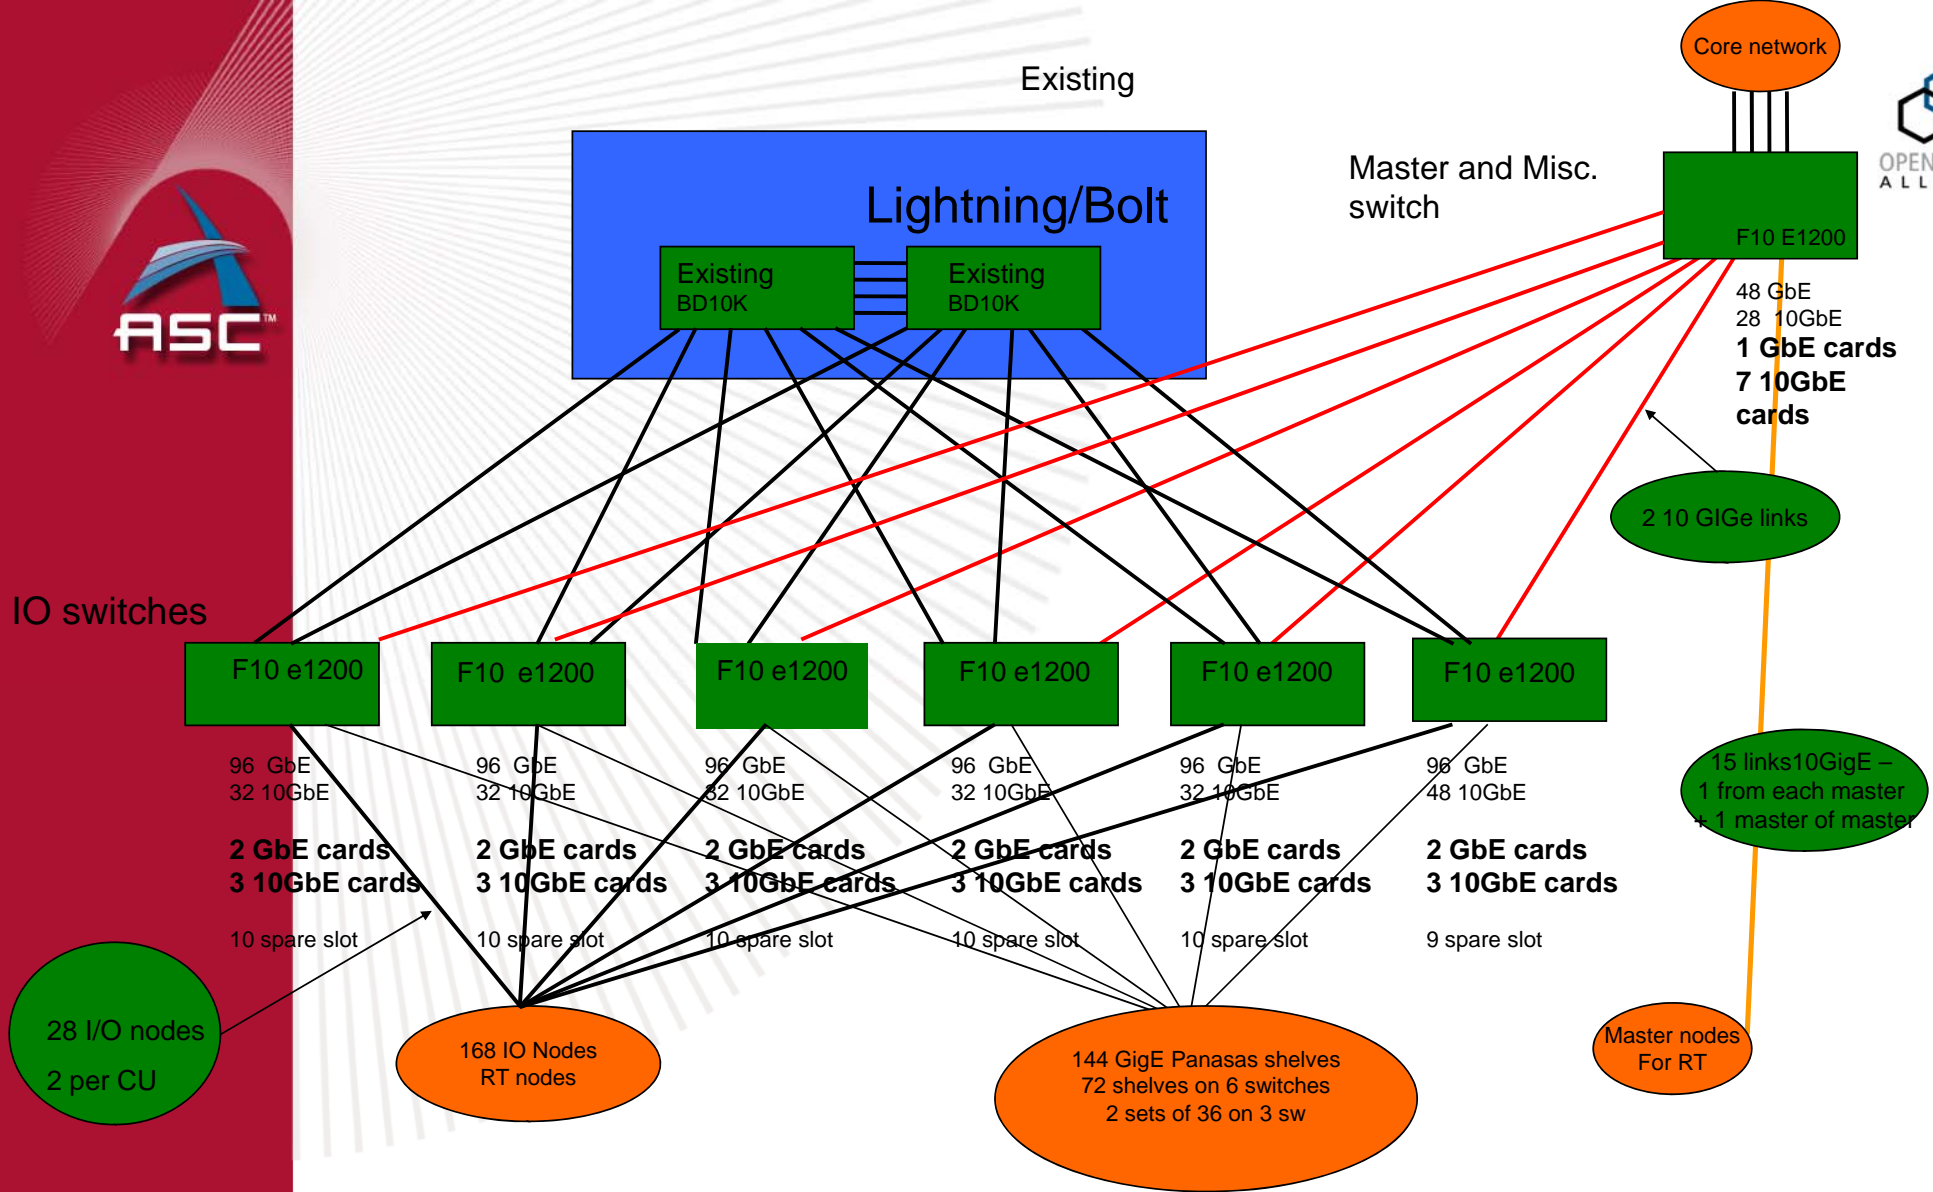 Core network
Existing
OPEN
ALL
Master and Misc.
switch
Lightning/Bolt
F10 E1200
Existing
BD10K
Existing
BD10K
48 GbE
28 10GbE
1 GbE cards
7 10GbE
cards
ASC™
2 10 GIGe links
IO switches
F10 e1200
F10 e1200
F10 e1200
F10 e1200
F10 e1200
F10 e1200
96 GbE
32 10GbE
2 GbE cards
3 10GbE cards
10 spare slot
96 GbE
32 10GbE
2 GbE cards
3 10GbE cards
10 spare slot
96 GbE
32 10GbE
2 GbE cards
3 10GbE cards
10 spare slot
96 GbE
32 10GbE
2 GbE cards
3 10GbE cards
10 spare slot
96 GbE
32 10GbE
2 GbE cards
3 10GbE cards
10 spare slot
96 GbE
48 10GbE
2 GbE cards
3 10GbE cards
9 spare slot
15 links10GigE –
1 from each master
+ 1 master of master
28 I/O nodes
2 per CU
168 IO Nodes
RT nodes
144 GigE Panasas shelves
72 shelves on 6 switches
2 sets of 36 on 3 sw
Master nodes
For RT